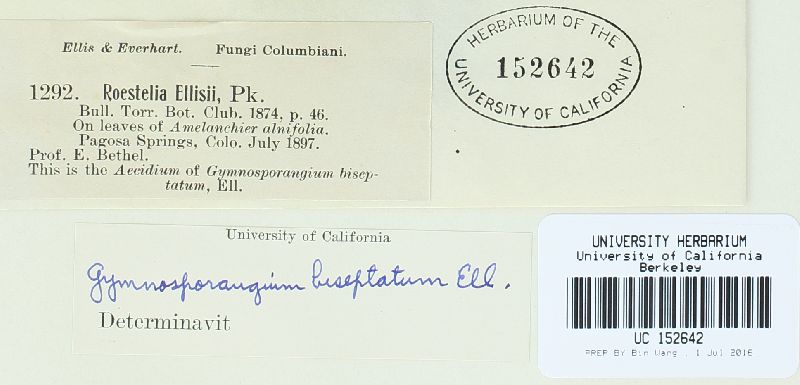 Ellis & Everhart. Fungi Columbiani.
1292. Roestelia Ellisii, Pk.
Bull. Torr. Bot. Club. 1874, p. 46.
On leaves of Amelanchier alnifolia.
Pagosa Springs, Colo. July 1897.
Prof. E. Bethel.
This is the Aecidium of Gymnosporangium bisep-
tatum, Ell.
HERBARIUM OF THE
152642
UNIVERSITY OF CALIFORNIA
University of California
Gymnosporangium biseptatum Ell.
Determinavit
UNIVERSITY HERBARIUM
University of California
Berkeley
UC 152642
PREP BY Bin Wang , 1 Jul 2016